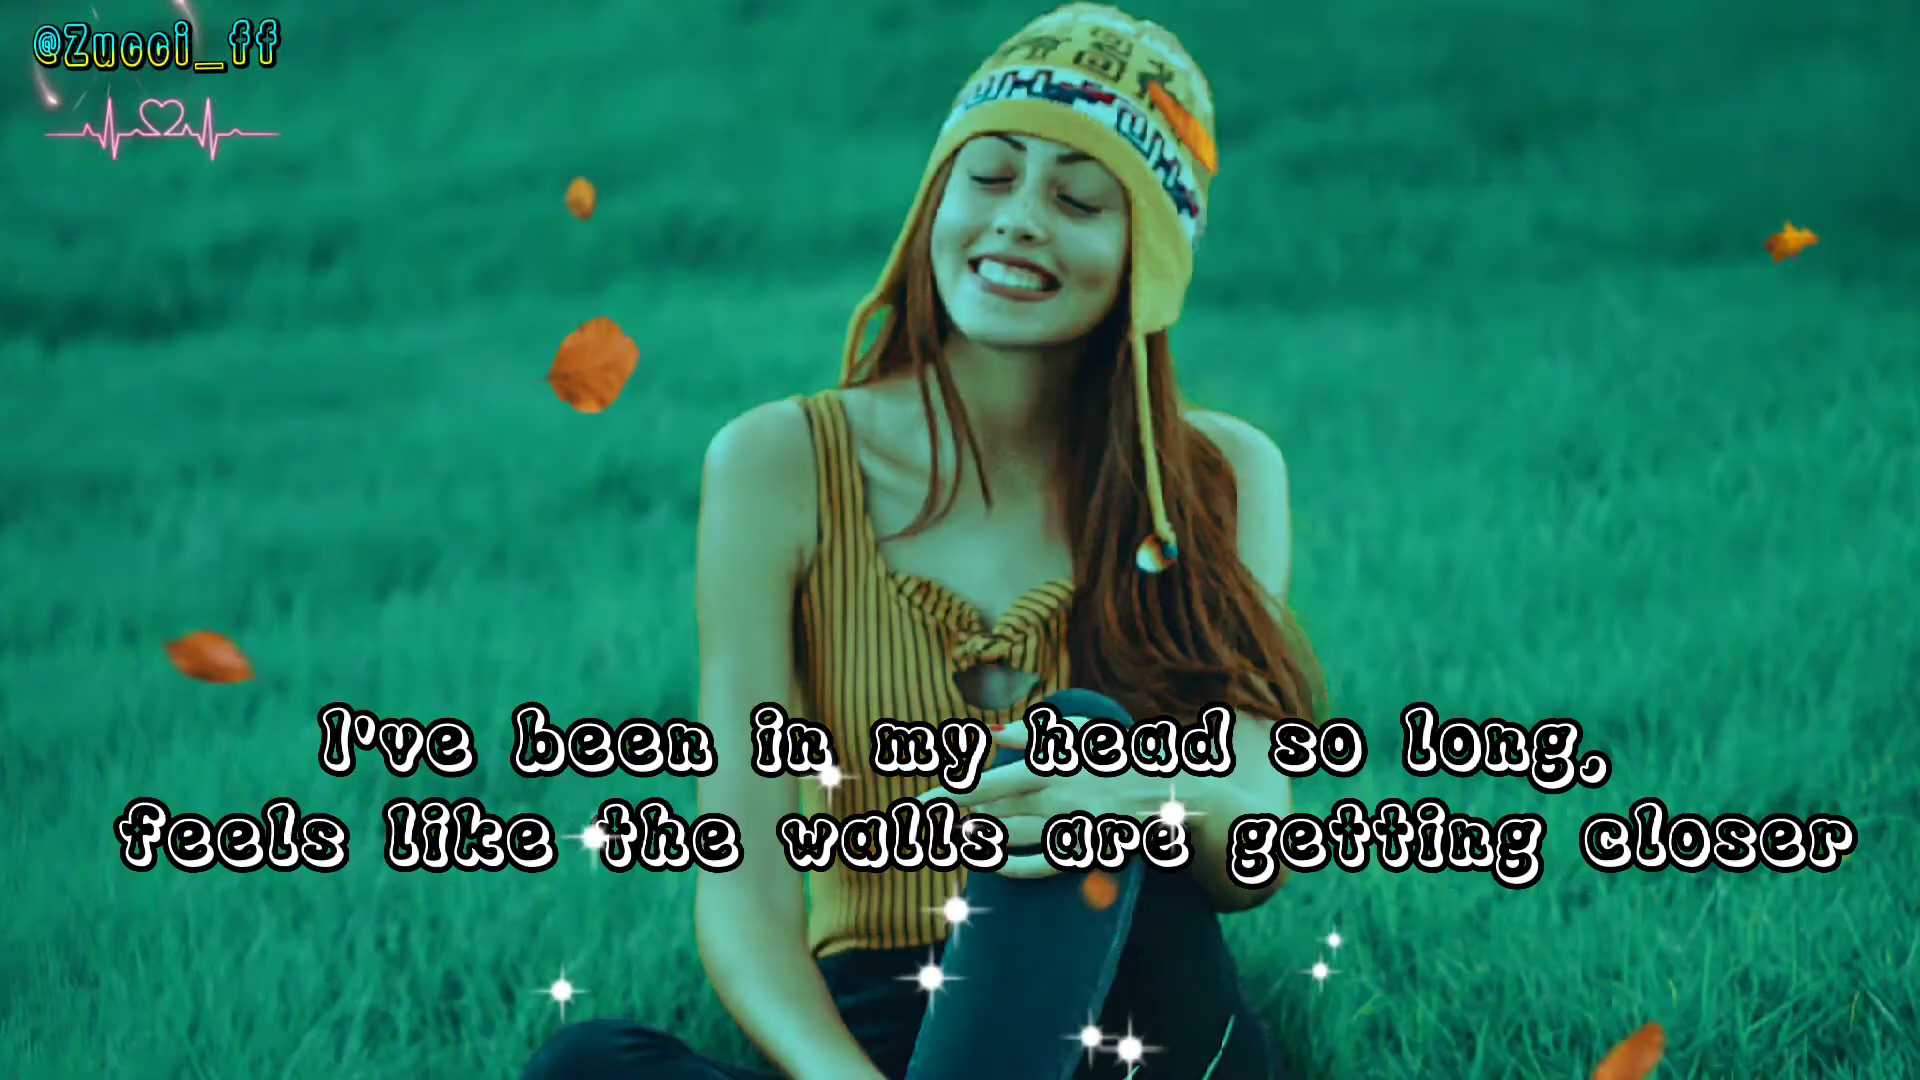 @Zucci_ff
I've been in my head so long,
feels like the walls are getting closer